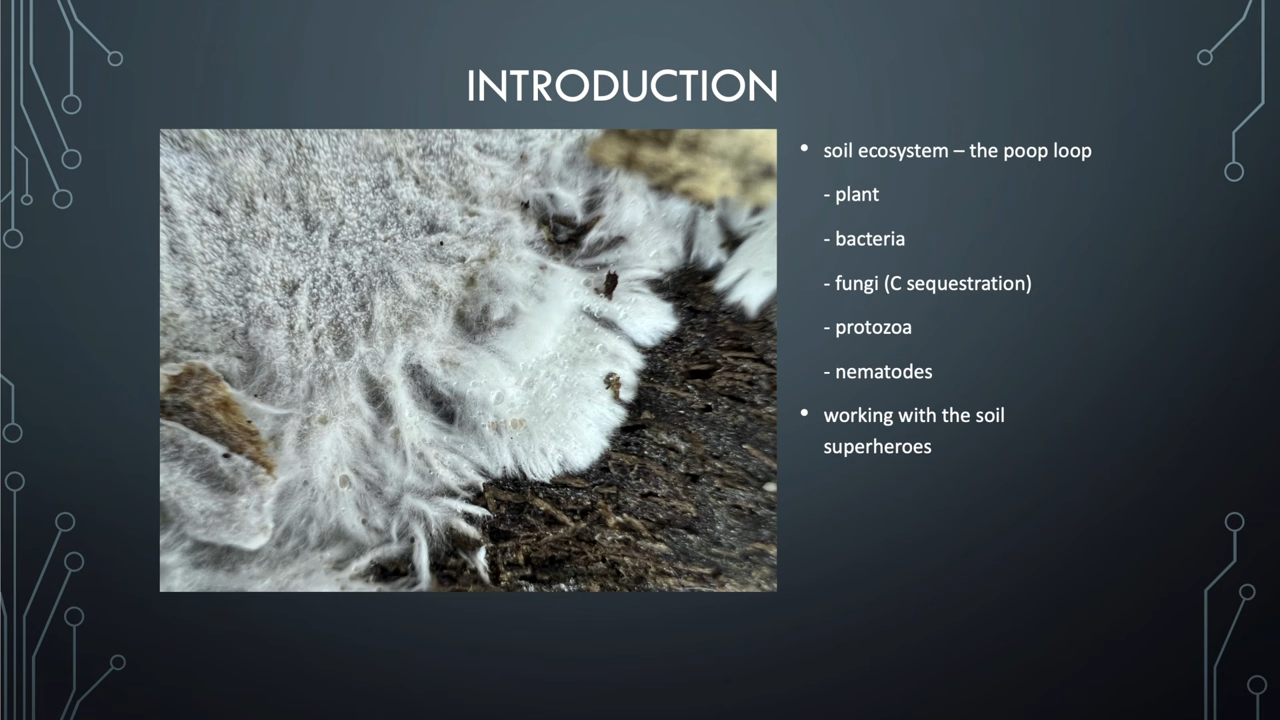 INTRODUCTION
• soil ecosystem – the poop loop
- plant
- bacteria
- fungi (C sequestration)
- protozoa
- nematodes
• working with the soil
superheroes